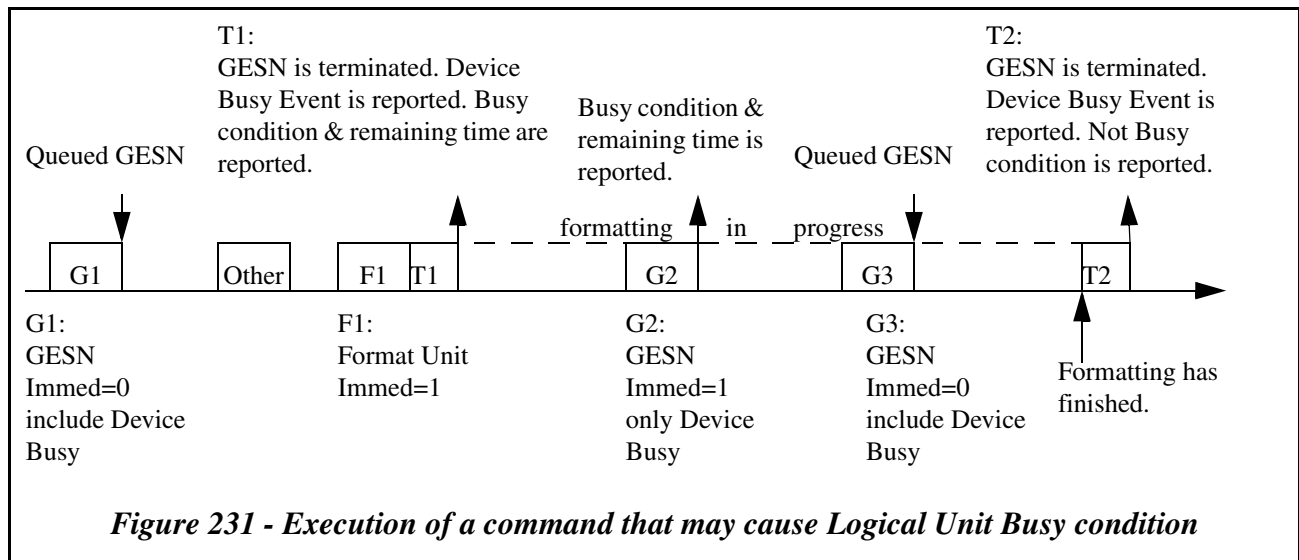 T1:
GESN is terminated. Device
Busy Event is reported. Busy
condition & remaining time are
reported.
T2:
GESN is terminated.
Device Busy Event is
reported. Not Busy
condition is reported.
Busy condition &
remaining time is
reported.
Queued GESN
Queued GESN
formatting in progress
G1
Other
F1
T1
G2
G3
T2
G1:
GESN
Immed=0
include Device
Busy
F1:
Format Unit
Immed=1
G2:
GESN
Immed=1
only Device
Busy
G3:
GESN
Immed=0
include Device
Busy
Formatting has
finished.
Figure 231 - Execution of a command that may cause Logical Unit Busy condition